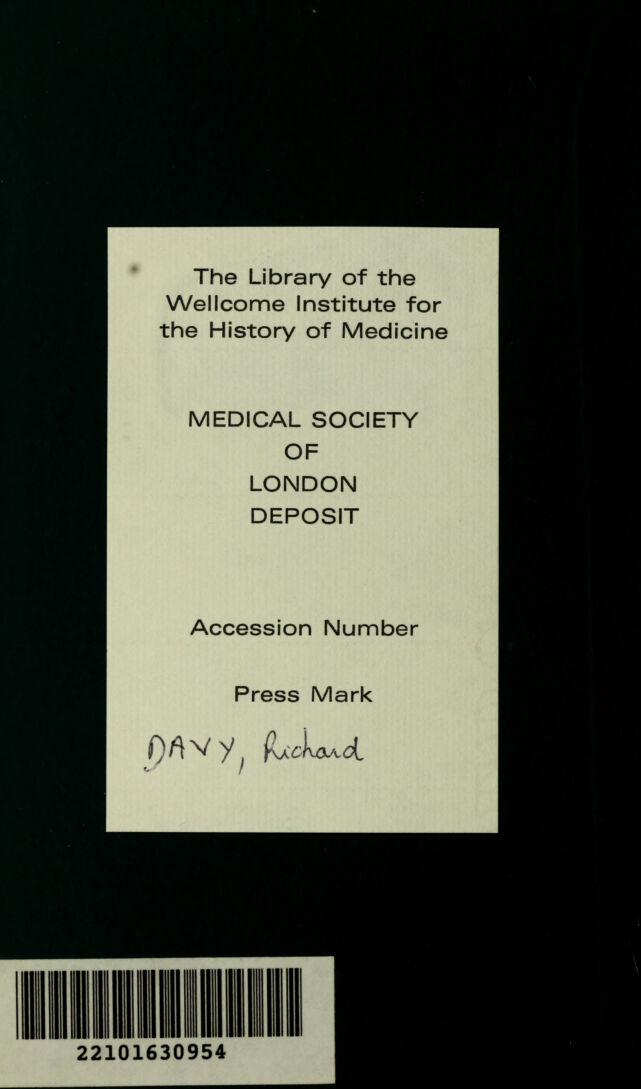 The Library of the
Wellcome Institute for
the History of Medicine
MEDICAL SOCIETY
OF
LONDON
DEPOSIT
Accession Number
Press Mark
DAVY, Richard
22101630954